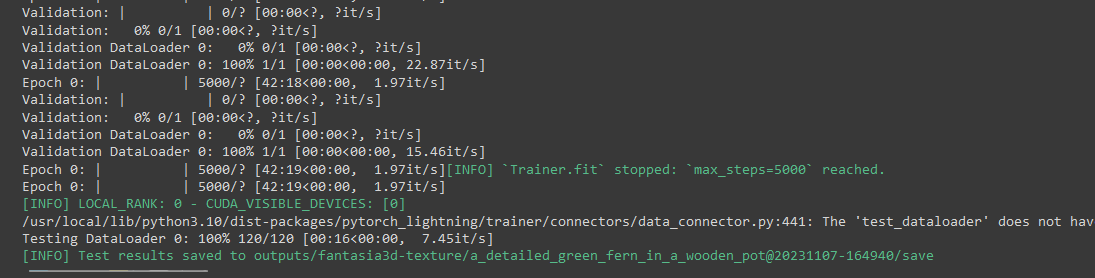 Validation: |          | 0/? [00:00<?, ?it/s]
Validation:   0% 0/1 [00:00<?, ?it/s]
Validation DataLoader 0:   0% 0/1 [00:00<?, ?it/s]
Validation DataLoader 0: 100% 1/1 [00:00<00:00, 22.87it/s]
Epoch 0: |          | 5000/? [42:18<00:00,  1.97it/s]
Validation: |          | 0/? [00:00<?, ?it/s]
Validation:   0% 0/1 [00:00<?, ?it/s]
Validation DataLoader 0:   0% 0/1 [00:00<?, ?it/s]
Validation DataLoader 0: 100% 1/1 [00:00<00:00, 15.46it/s]
Epoch 0: |          | 5000/? [42:19<00:00,  1.97it/s][INFO] `Trainer.fit` stopped: `max_steps=5000` reached.
Epoch 0: |          | 5000/? [42:19<00:00,  1.97it/s]
[INFO] LOCAL_RANK: 0 - CUDA_VISIBLE_DEVICES: [0]
/usr/local/lib/python3.10/dist-packages/pytorch_lightning/trainer/connectors/data_connector.py:441: The 'test_dataloader' does not hav
Testing DataLoader 0: 100% 120/120 [00:16<00:00,  7.45it/s]
[INFO] Test results saved to outputs/fantasia3d-texture/a_detailed_green_fern_in_a_wooden_pot@20231107-164940/save